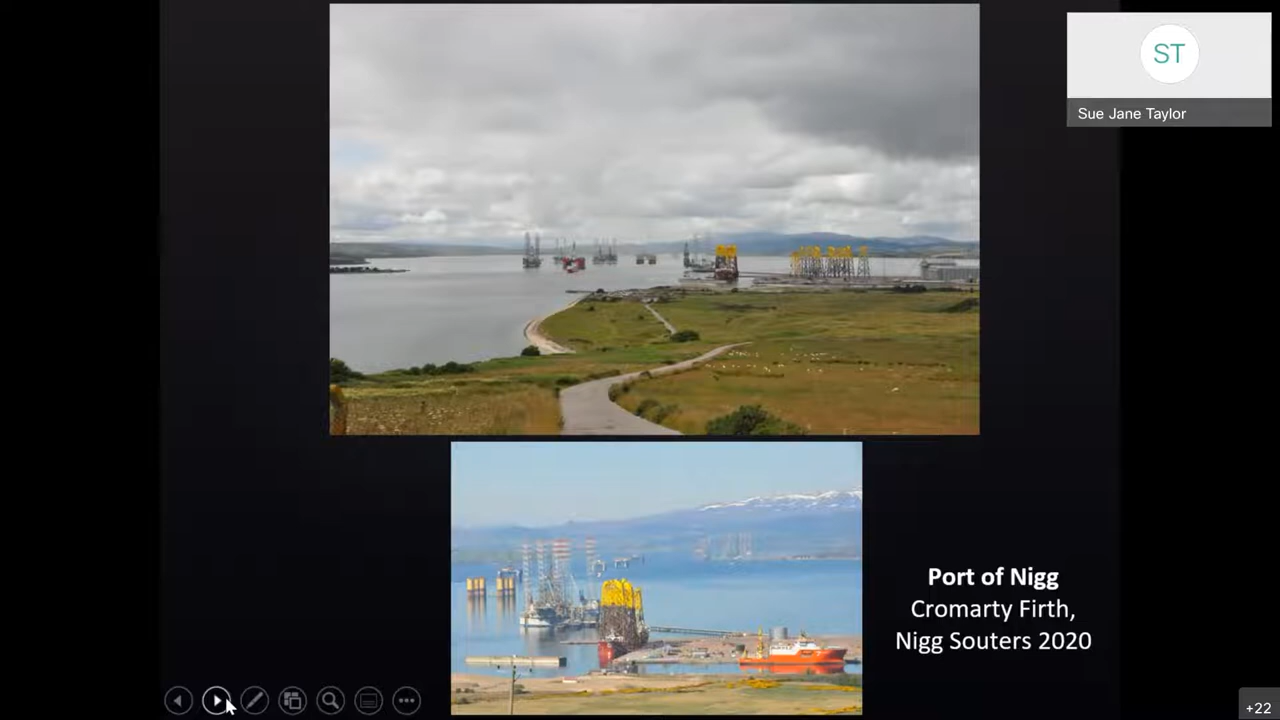 ST
Sue Jane Taylor
Port of Nigg
Cromarty Firth,
Nigg Souters 2020
+22